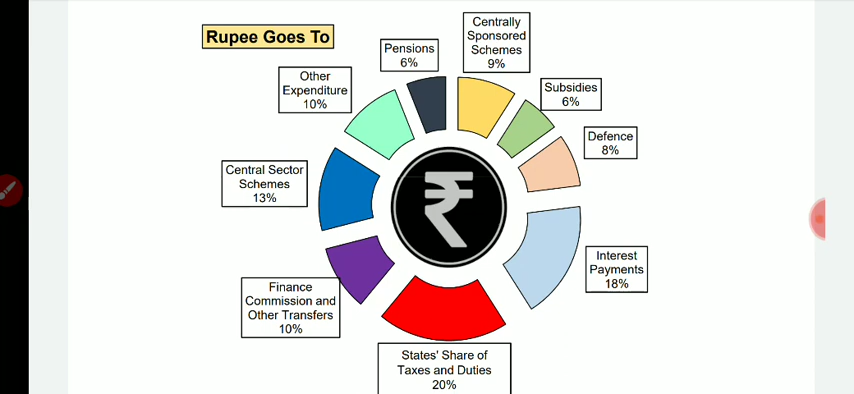 Rupee Goes To
Pensions
6%
Centrally
Sponsored
Schemes
9%
Subsidies
6%
Defence
8%
Interest
Payments
18%
States' Share of
Taxes and Duties
20%
Finance
Commission and
Other Transfers
10%
Central Sector
Schemes
13%
Other
Expenditure
10%
₹